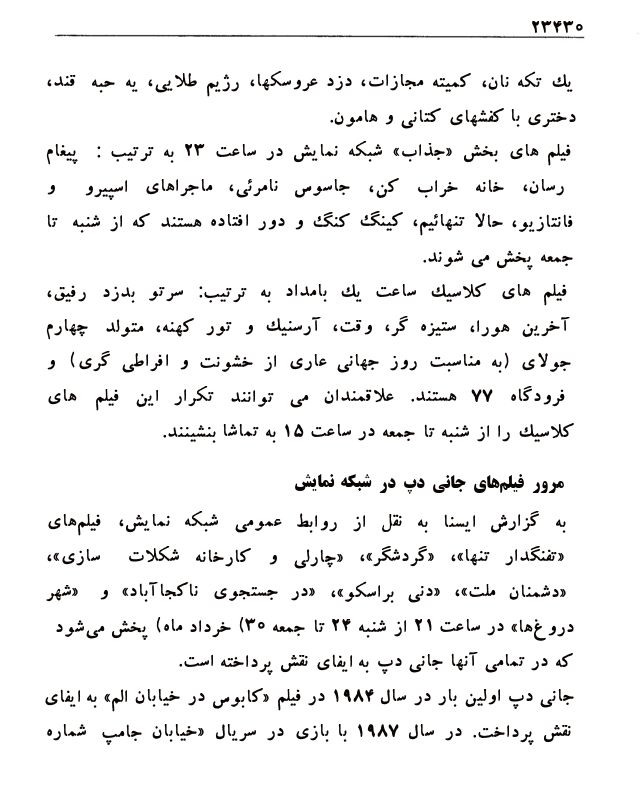 ۲۳۴۳۰
یك تکه نان، کمیته مجازات، دزد عروسکها، رژیم طلایی، یه حبه قند،
دختری با کفشهای کتانی و هامون.
فیلم های بخش «جذاب» شبکه نمایش در ساعت ۲۳ به ترتیب : پیغام
رسان، خانه خراب کن، جاسوس نامرئی، ماجراهای اسپیرو و
فانتازیو، حالا تنهائیم، کینگ کنگ و دور افتاده هستند که از شنبه تا
جمعه پخش می شوند.
فیلم های کلاسیك ساعت یك بامداد به ترتیب: سرتو بدزد رفیق،
آخرین هورا، ستیزه گر، وقت، آرسنیك و تور کهنه، متولد چهارم
جولای (به مناسبت روز جهانی عاری از خشونت و افراطی گری) و
فرودگاه ۷۷ هستند. علاقمندان می توانند تکرار این فیلم های
کلاسیك را از شنبه تا جمعه در ساعت ۱۵ به تماشا بنشینند.
مرور فیلم‌های جانی دپ در شبکه نمایش
به گزارش ایسنا به نقل از روابط عمومی شبکه نمایش، فیلم‌های
«تفنگدار تنها»، «گردشگر»، «چارلی و کارخانه شکلات سازی»،
«دشمنان ملت»، «دنی براسکو»، «در جستجوی ناکجاآباد» و «شهر
دروغ‌ها» در ساعت ۲۱ از شنبه ۲۴ تا جمعه ۳۰) خرداد ماه) پخش می‌شود
که در تمامی آنها جانی دپ به ایفای نقش پرداخته است.
جانی دپ اولین بار در سال ۱۹۸۴ در فیلم «کابوس در خیابان الم» به ایفای
نقش پرداخت. در سال ۱۹۸۷ با بازی در سریال «خیابان جامپ شماره